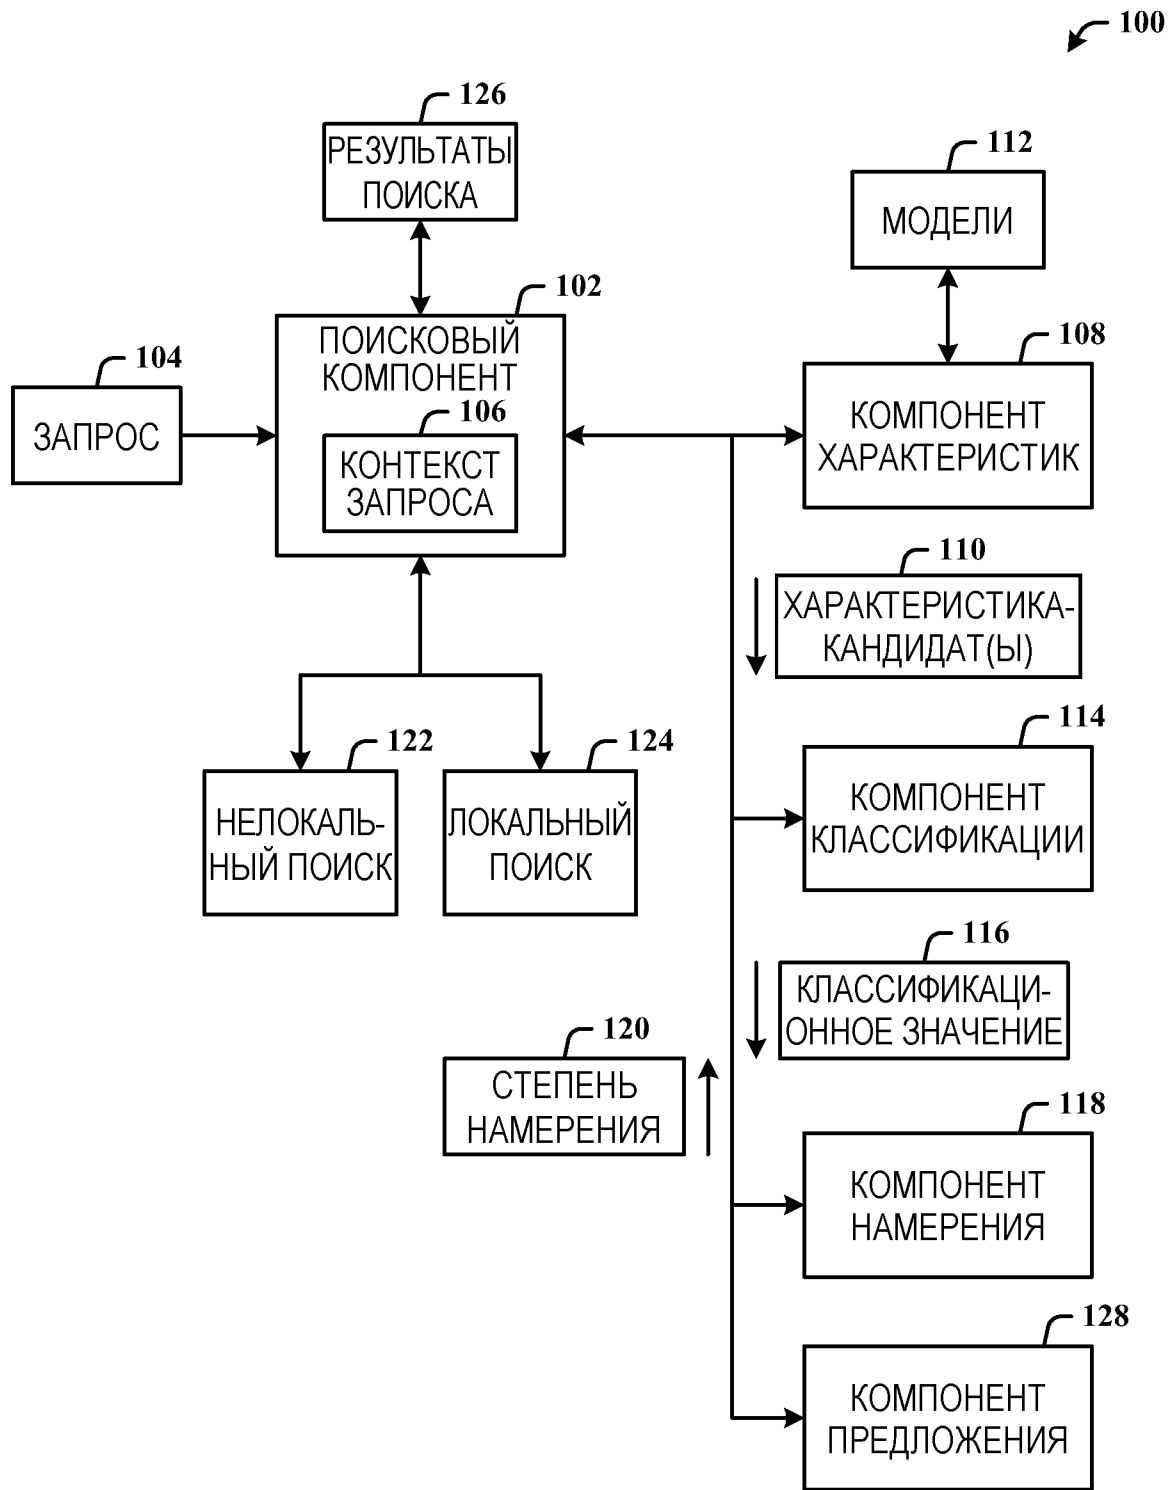 100
126
РЕЗУЛЬТАТЫ
ПОИСКА
112
МОДЕЛИ
102
ПОИСКОВЫЙ
КОМПОНЕНТ
104
ЗАПРОС
106
КОНТЕКСТ
ЗАПРОСА
108
КОМПОНЕНТ
ХАРАКТЕРИСТИК
110
ХАРАКТЕРИСТИКА-
КАНДИДАТ(Ы)
122
НЕЛОКАЛЬ-
НЫЙ ПОИСК
124
ЛОКАЛЬНЫЙ
ПОИСК
114
КОМПОНЕНТ
КЛАССИФИКАЦИИ
116
КЛАССИФИКАЦИ-
ОННОЕ ЗНАЧЕНИЕ
120
СТЕПЕНЬ
НАМЕРЕНИЯ
118
КОМПОНЕНТ
НАМЕРЕНИЯ
128
КОМПОНЕНТ
ПРЕДЛОЖЕНИЯ